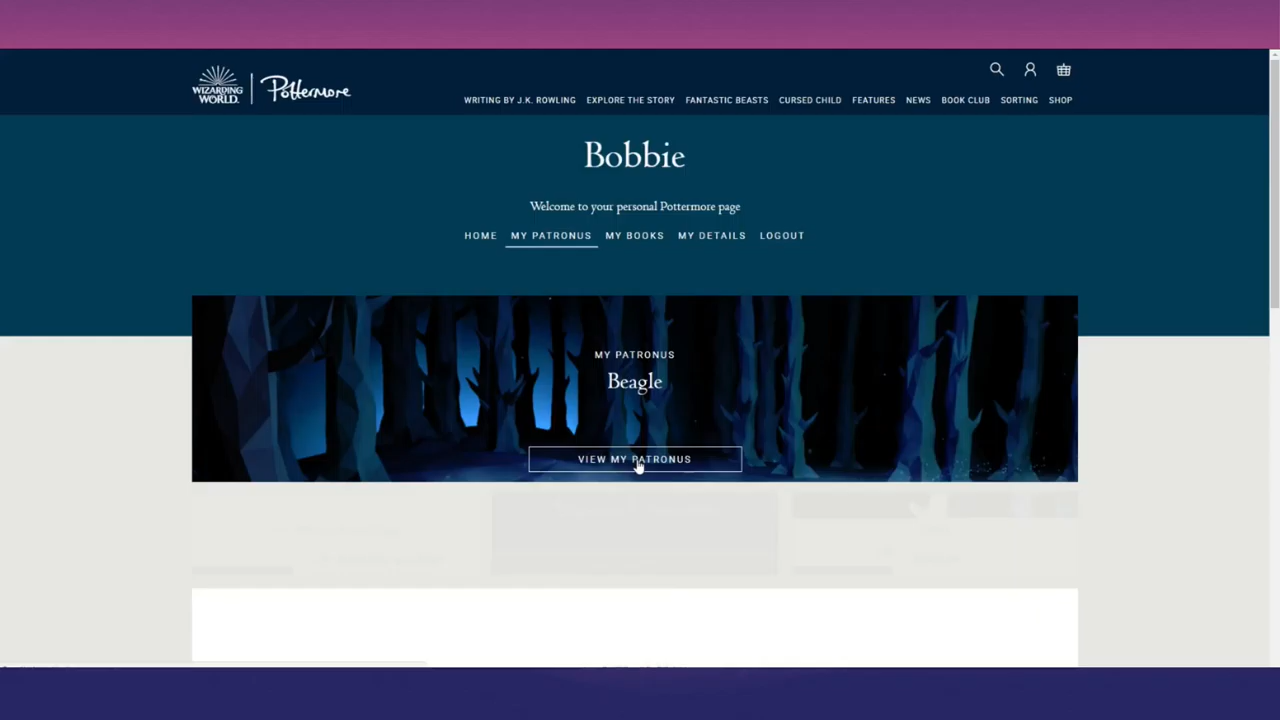 WIZARDING WORLD.
Pottermore
WRITING BY J.K. ROWLING EXPLORE THE STORY FANTASTIC BEASTS CURSED CHILD FEATURES NEWS BOOK CLUB SORTING SHOP
Bobbie
Welcome to your personal Pottermore page
HOME MY PATRONUS MY BOOKS MY DETAILS LOGOUT
MY PATRONUS
Beagle
VIEW MY PATRONUS